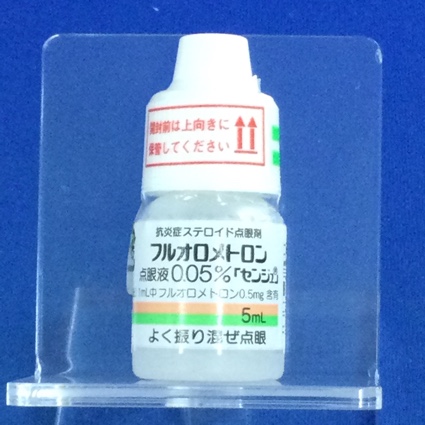 開封前は上向きに
保管してください
抗炎症ステロイド点眼剤
フルオロメトロン
点眼液0.05%「センジュ」
1mL中フルオロメトロン0.5mg 含有
5mL
よく振り混ぜ点眼